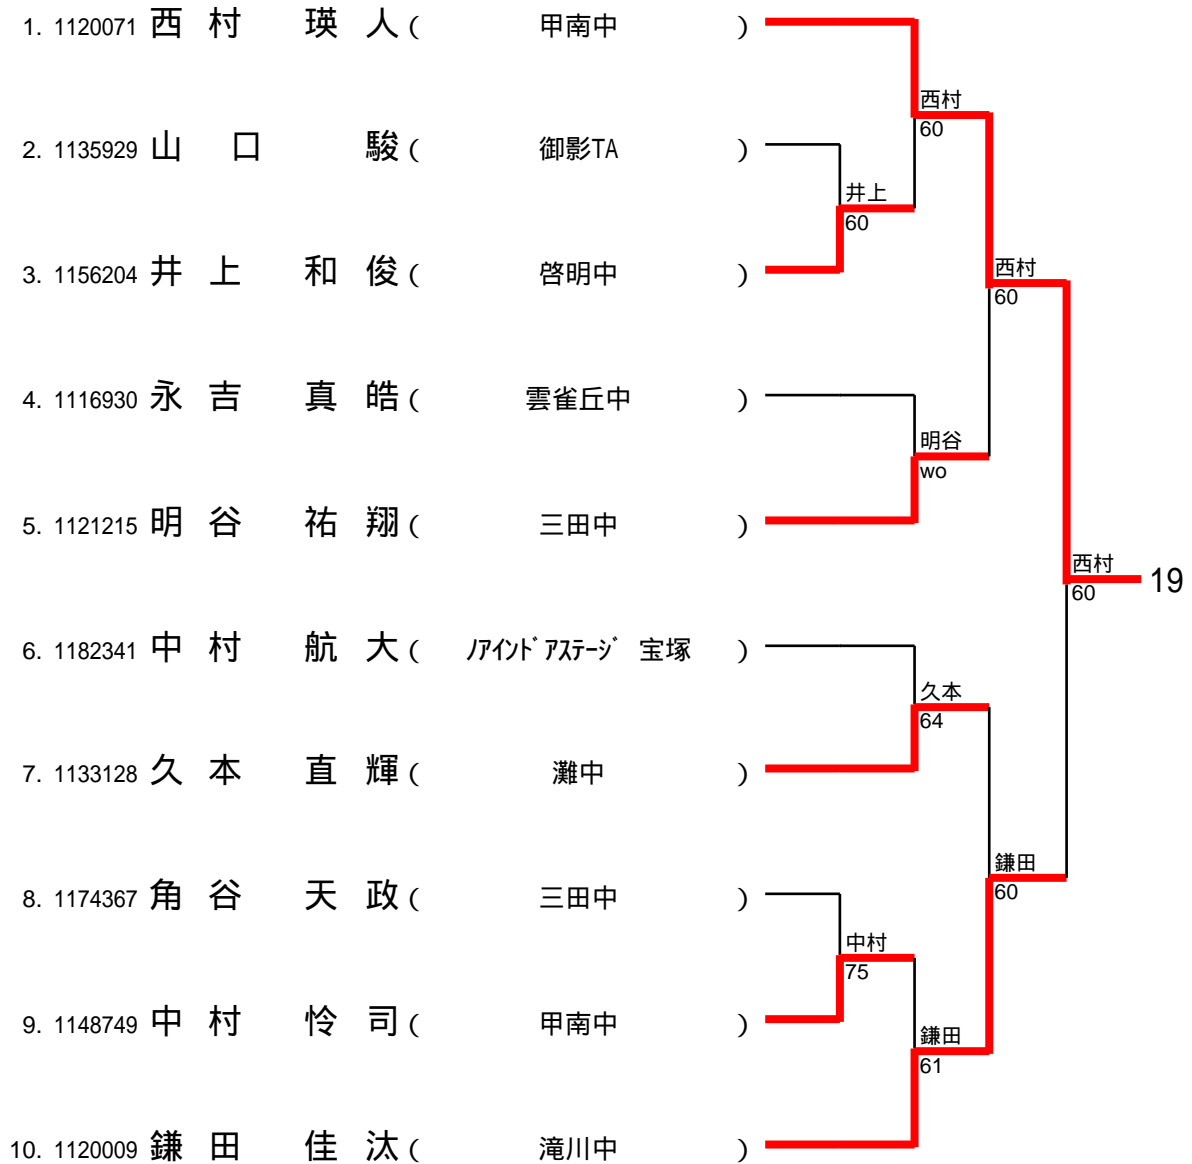 1. 1120071 西村 瑛人 ( 甲南中 )
西村
60
2. 1135929 山口 駿 ( 御影TA )
井上
60
3. 1156204 井上 和俊 ( 啓明中 )
西村
60
4. 1116930 永吉 真皓 ( 雲雀丘中 )
明谷
wo
5. 1121215 明谷 祐翔 ( 三田中 )
西村
60
19
6. 1182341 中村 航大 ( ﾉｱｲﾝﾄﾞｱｽﾃｰｼﾞ宝塚 )
久本
64
7. 1133128 久本 直輝 ( 灘中 )
鎌田
60
8. 1174367 角谷 天政 ( 三田中 )
中村
75
9. 1148749 中村 怜司 ( 甲南中 )
鎌田
61
10. 1120009 鎌田 佳汰 ( 滝川中 )